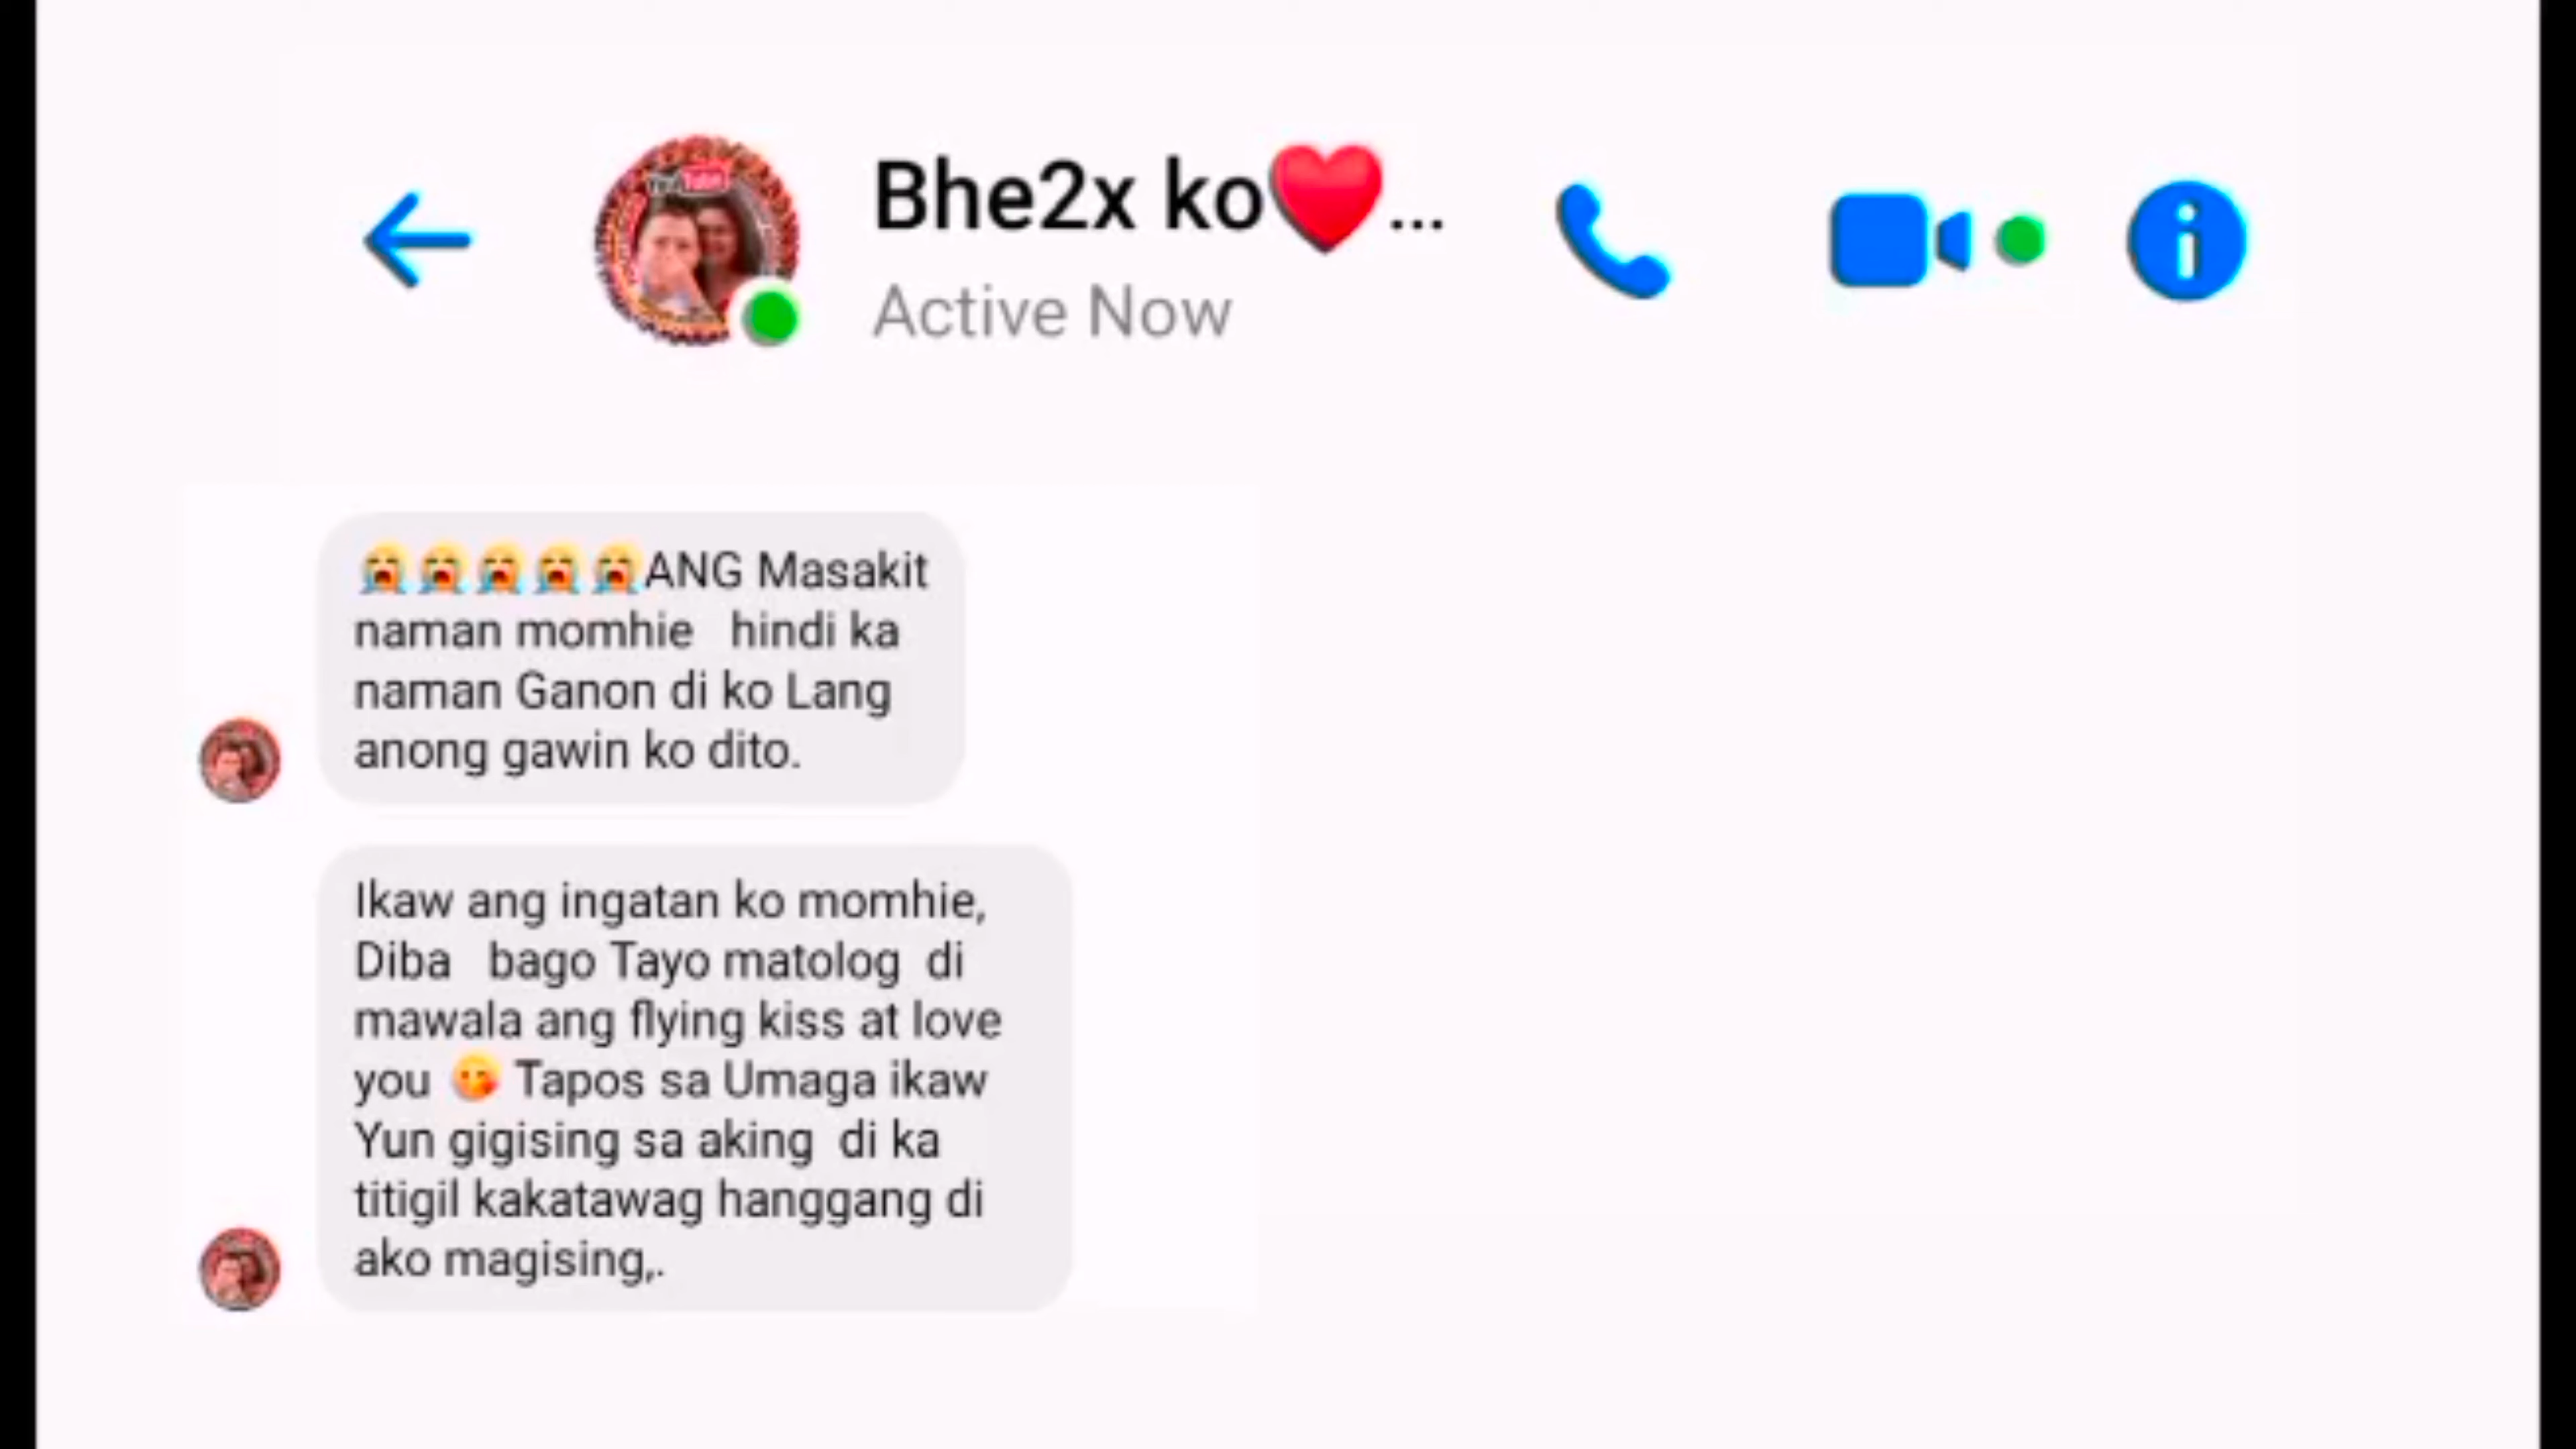 Bhe2x ko❤️...
Active Now
😭😭😭😭😭ANG Masakit
naman momhie hindi ka
naman Ganon di ko Lang
anong gawin ko dito.
Ikaw ang ingatan ko momhie,
Diba bago Tayo matolog di
mawala ang flying kiss at love
you 😘 Tapos sa Umaga ikaw
Yun gigising sa aking di ka
titigil kakatawag hanggang di
ako magising,.